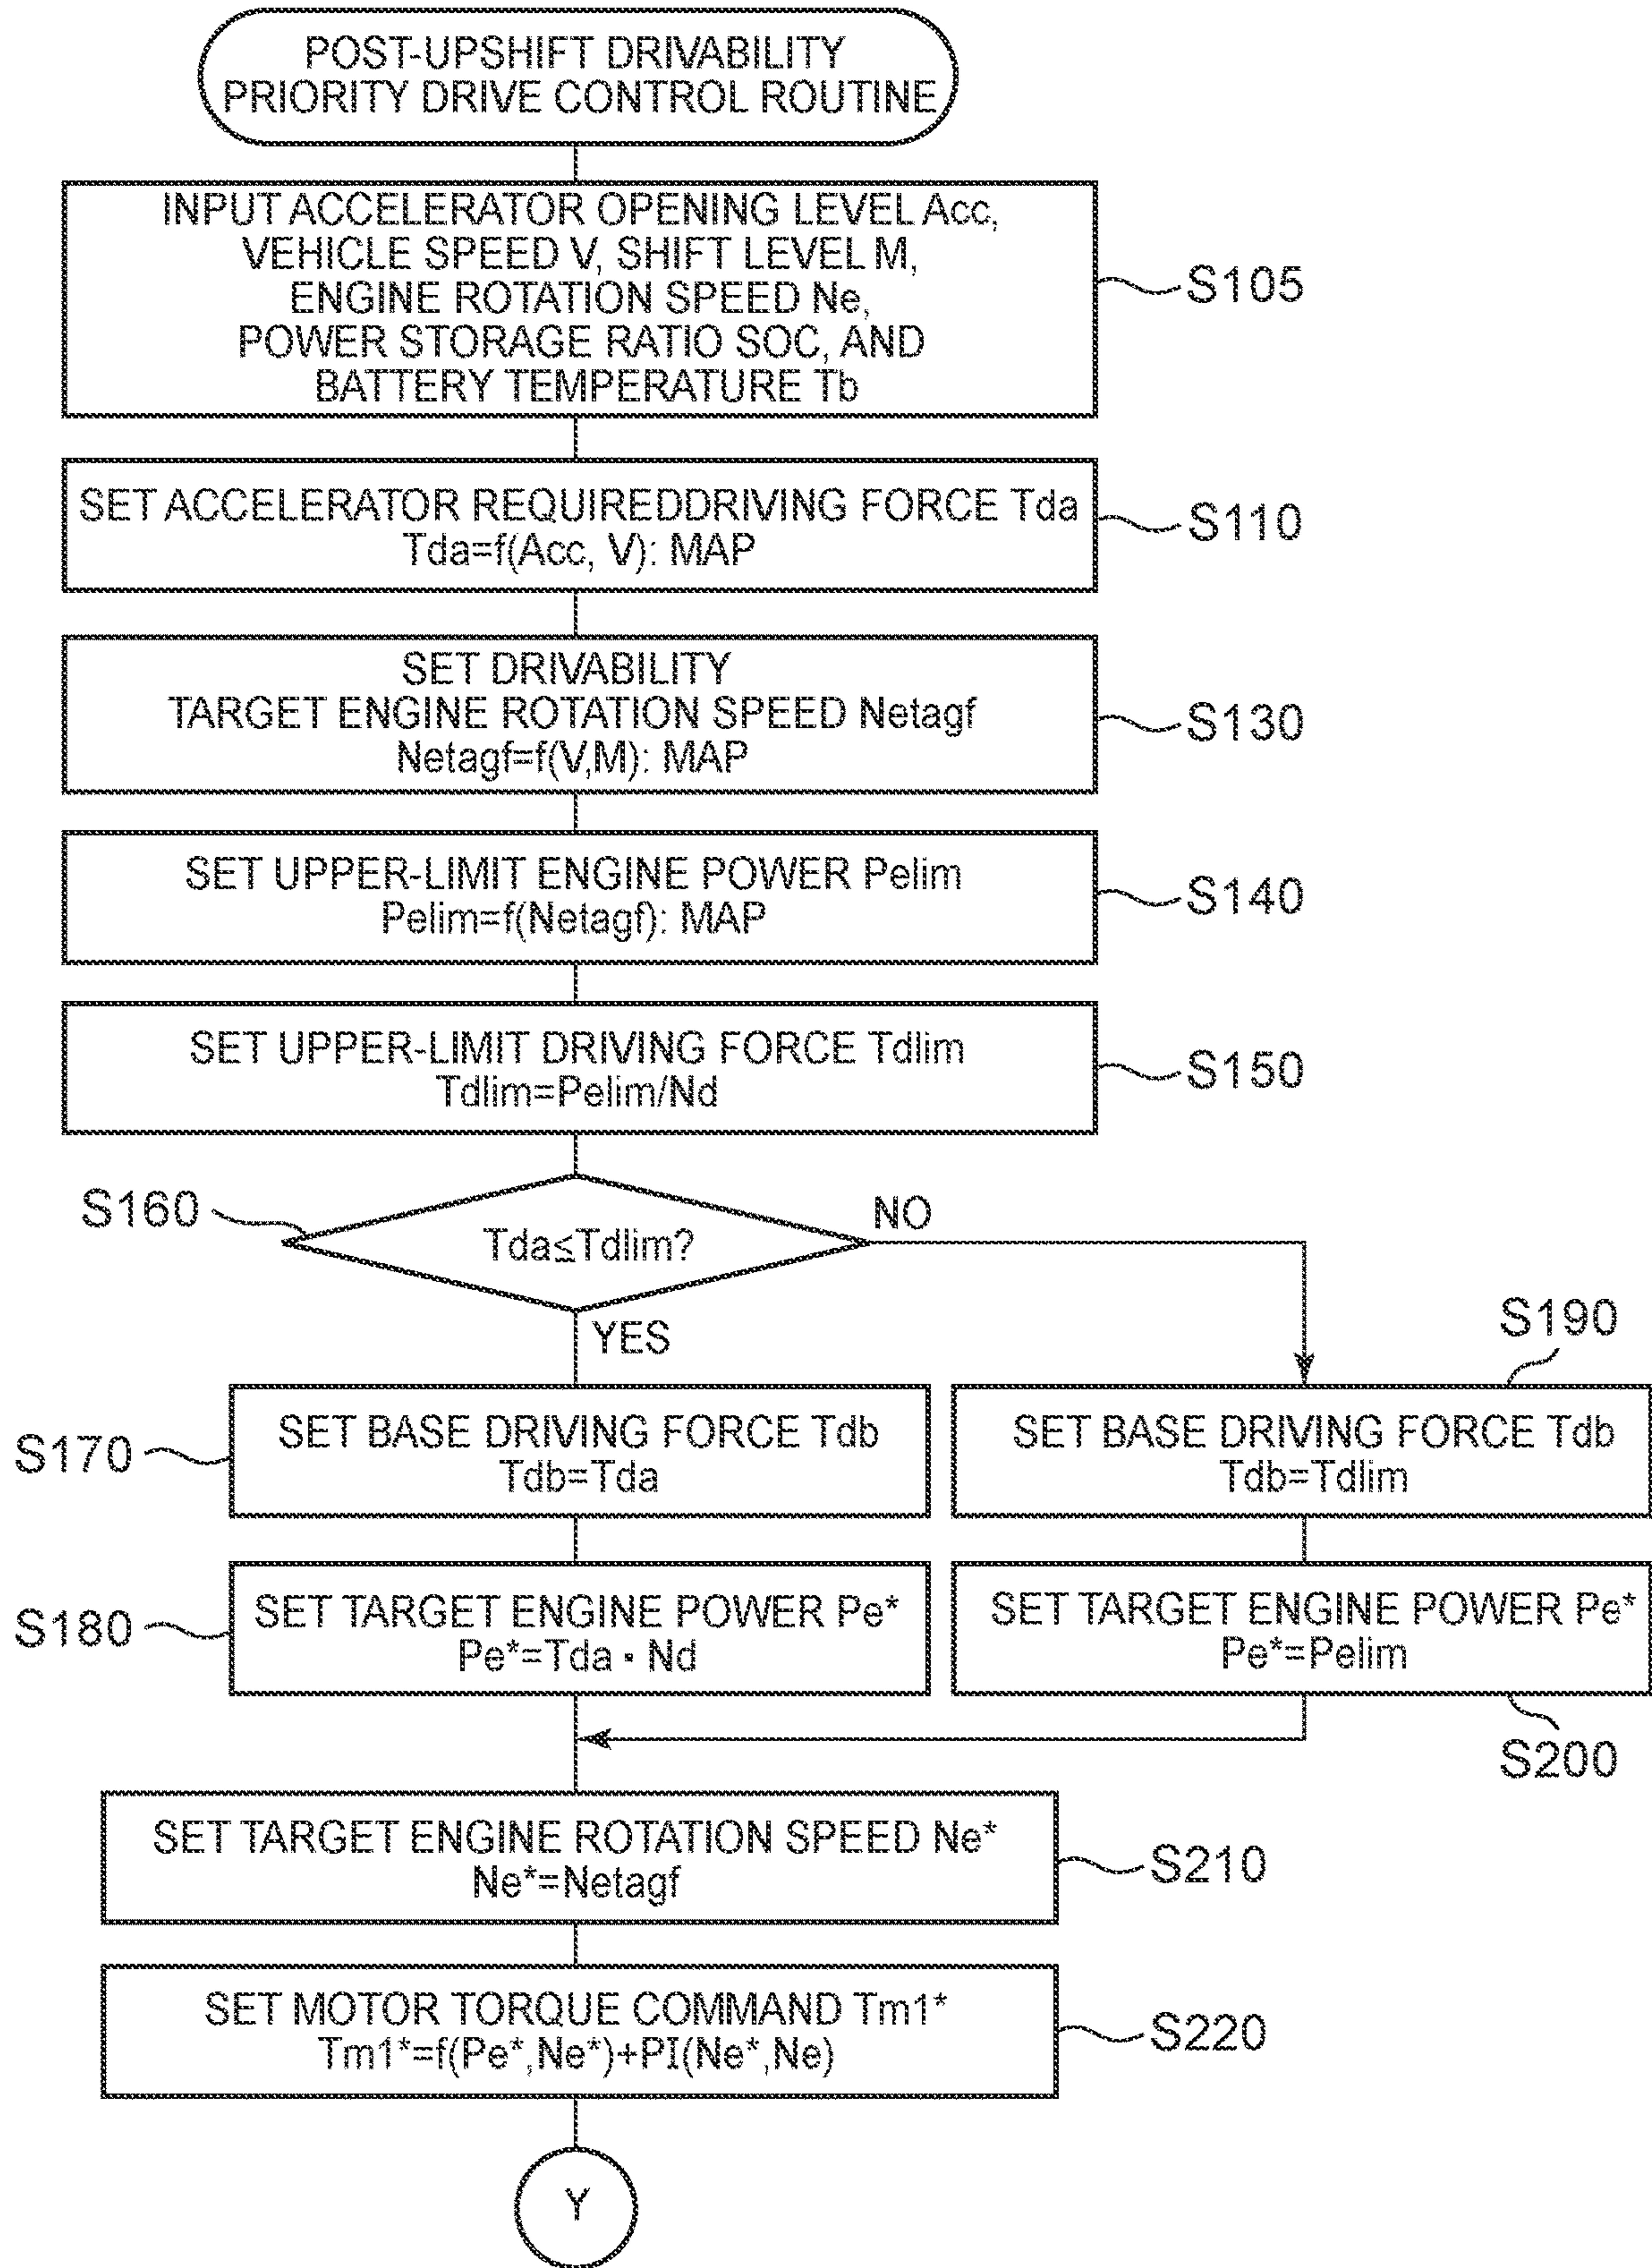 POST-UPSHIFT DRIVABILITY
PRIORITY DRIVE CONTROL ROUTINE
INPUT ACCELERATOR OPENING LEVEL Acc,
VEHICLE SPEED V, SHIFT LEVEL M,
ENGINE ROTATION SPEED Ne,
POWER STORAGE RATIO SOC, AND
BATTERY TEMPERATURE Tb
S105
SET ACCELERATOR REQUIREDDRIVING FORCE Tda
Tda=f(Acc, V): MAP
S110
SET DRIVABILITY
TARGET ENGINE ROTATION SPEED Netagf
Netagf=f(V,M): MAP
S130
SET UPPER-LIMIT ENGINE POWER Pelim
Pelim=f(Netagf): MAP
S140
SET UPPER-LIMIT DRIVING FORCE Tdlim
Tdlim=Pelim/Nd
S150
S160
Tda≦Tdlim?
NO
YES
S170
SET BASE DRIVING FORCE Tdb
Tdb=Tda
S190
SET BASE DRIVING FORCE Tdb
Tdb=Tdlim
S180
SET TARGET ENGINE POWER Pe*
Pe*=Tda・Nd
SET TARGET ENGINE POWER Pe*
Pe*=Pelim
S200
SET TARGET ENGINE ROTATION SPEED Ne*
Ne*=Netagf
S210
SET MOTOR TORQUE COMMAND Tm1*
Tm1*=f(Pe*,Ne*)+PI(Ne*,Ne)
S220
Y